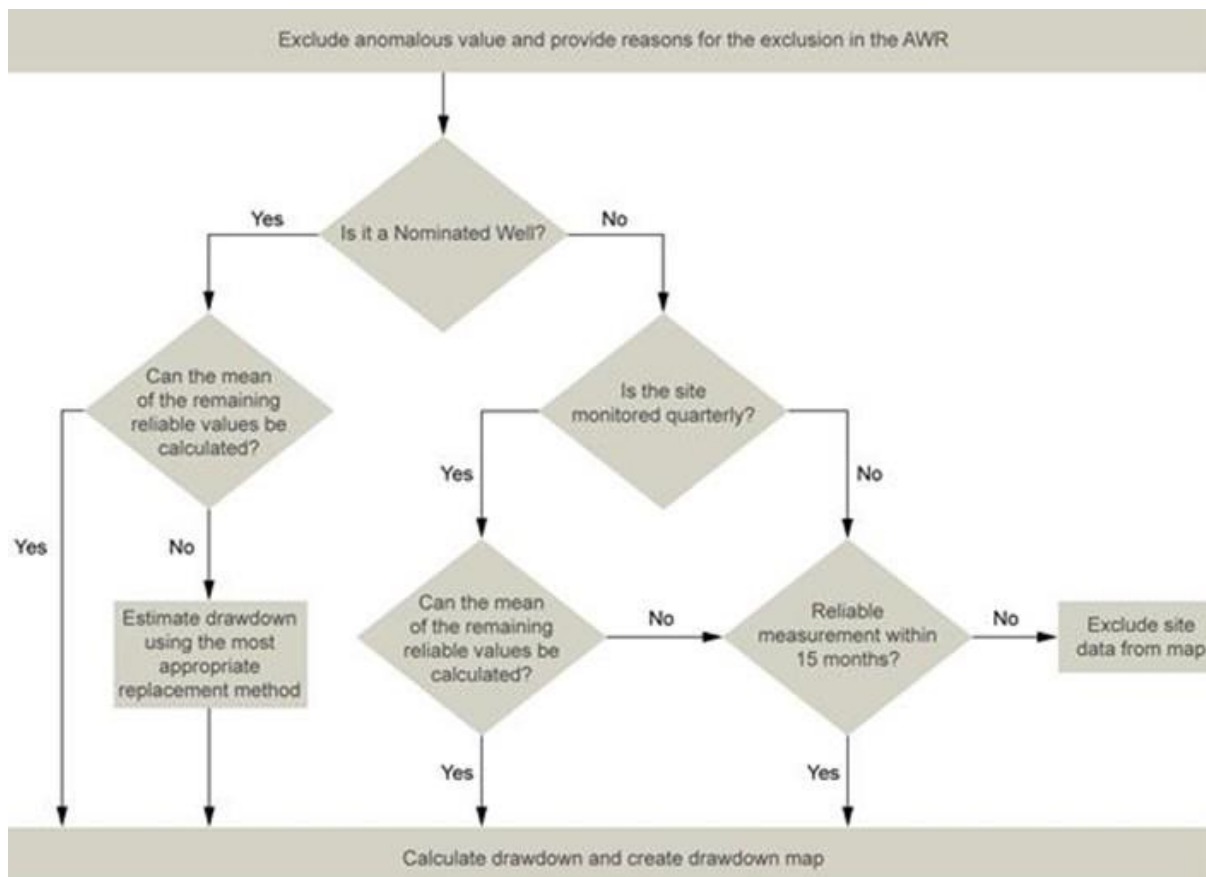 Exclude anomalous value and provide reasons for the exclusion in the AWR
Yes
No
Is it a Nominated Well?
Can the mean
of the remaining
reliable values be
calculated?
Is the site
monitored quarterly?
Yes
No
Yes
No
Estimate drawdown
using the most
appropriate
replacement method
Can the mean
of the remaining
reliable values be
calculated?
No
Reliable
measurement within
15 months?
No
Exclude site
data from map
Yes
Yes
Calculate drawdown and create drawdown map